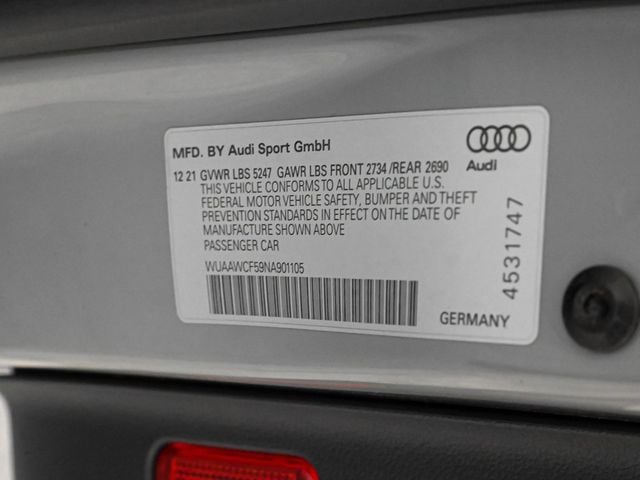 MFD. BY Audi Sport GmbH
12 21 GVWR LBS 5247 GAWR LBS FRONT 2734 /REAR 2690
THIS VEHICLE CONFORMS TO ALL APPLICABLE U.S.
FEDERAL MOTOR VEHICLE SAFETY, BUMPER AND THEFT
PREVENTION STANDARDS IN EFFECT ON THE DATE OF
MANUFACTURE SHOWN ABOVE
PASSENGER CAR
WUAAWCF59NA901105
Audi
4531747
GERMANY